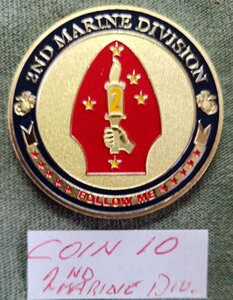 2ND MARINE DIVISION
2
FOLLOW ME
COIN 10
2ND
MARINE DIV.